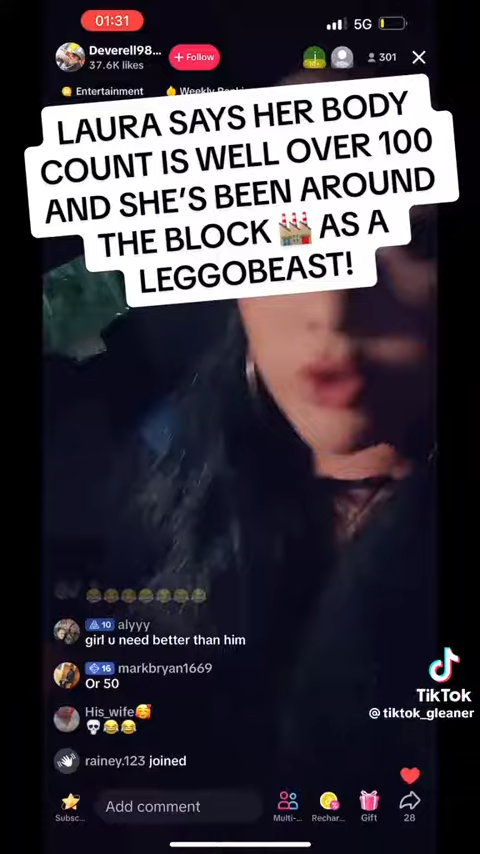 01:31
5G
Deverell98...
37.6K likes
+ Follow
301
Entertainment
LAURA SAYS HER BODY
COUNT IS WELL OVER 100
AND SHE'S BEEN AROUND
THE BLOCK 🏭 AS A
LEGGOBEAST!
10 alyyy
girl u need better than him
16 markbryan1669
Or 50
His_wife🥰
💀😂😂
rainey.123 joined
Subsc...
Add comment
Multi-...
Rechar...
Gift
28
TikTok
@tiktok_gleaner